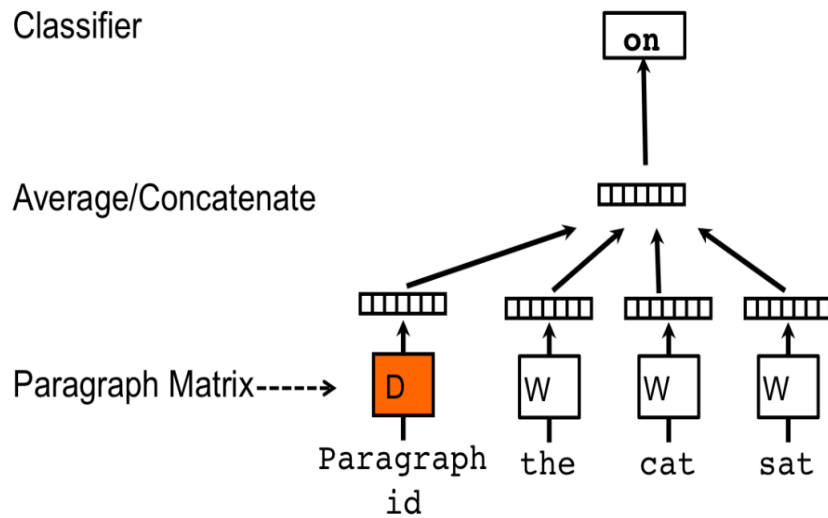 Classifier
on
Average/Concatenate
Paragraph Matrix
D
W
W
W
Paragraph
id
the
cat
sat